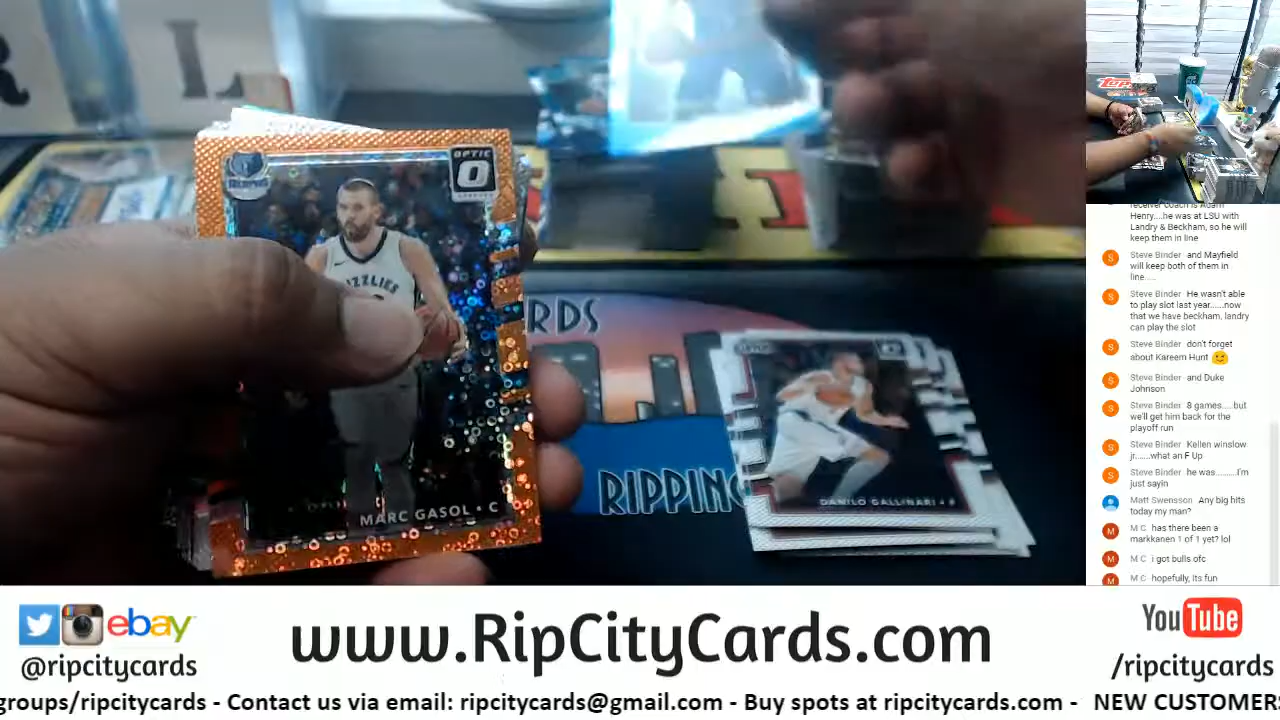 OPTIC
MARC GASOL • C
RDS
RIPPING
DANILO GALLINARI • F
receiver coach is Adam
Henry....he was at LSU with
Landry & Beckham, so he will
keep them in line
Steve Binder and Mayfield
will keep both of them in
line.....
Steve Binder He wasn't able
to play slot last year......now
that we have beckham, landry
can play the slot
Steve Binder don't forget
about Kareem Hunt
Steve Binder and Duke
Johnson
Steve Binder 8 games.....but
we'll get him back for the
playoff run
Steve Binder Kellen winslow
jr.......what an F Up
Steve Binder he was.........I'm
just sayin
Matt Swensson Any big hits
today my man?
M C has there been a
markkanen 1 of 1 yet? lol
M C i got bulls ofc
M C hopefully, its fun
ebay
@ripcitycards
www.RipCityCards.com
YouTube
/ripcitycards
groups/ripcitycards - Contact us via email: ripcitycards@gmail.com - Buy spots at ripcitycards.com - NEW CUSTOMERS